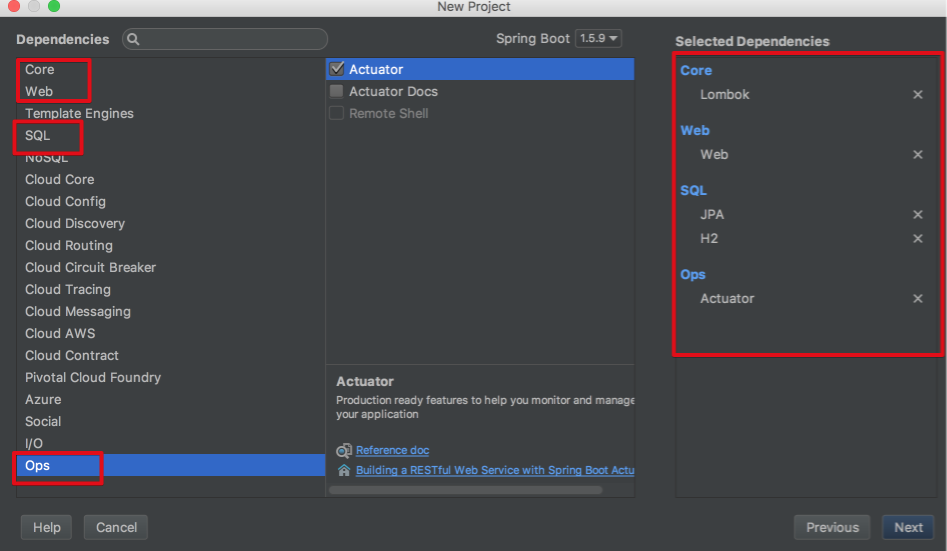 New Project
Dependencies
Spring Boot 1.5.9
Core
Web
Template Engines
SQL
NoSQL
Cloud Core
Cloud Config
Cloud Discovery
Cloud Routing
Cloud Circuit Breaker
Cloud Tracing
Cloud Messaging
Cloud AWS
Cloud Contract
Pivotal Cloud Foundry
Azure
Social
I/O
Ops
Actuator
Actuator Docs
Remote Shell
Actuator
Production ready features to help you monitor and manage
your application
Reference doc
Building a RESTful Web Service with Spring Boot Actu
Selected Dependencies
Core
Lombok
Web
Web
SQL
JPA
H2
Ops
Actuator
Help
Cancel
Previous
Next